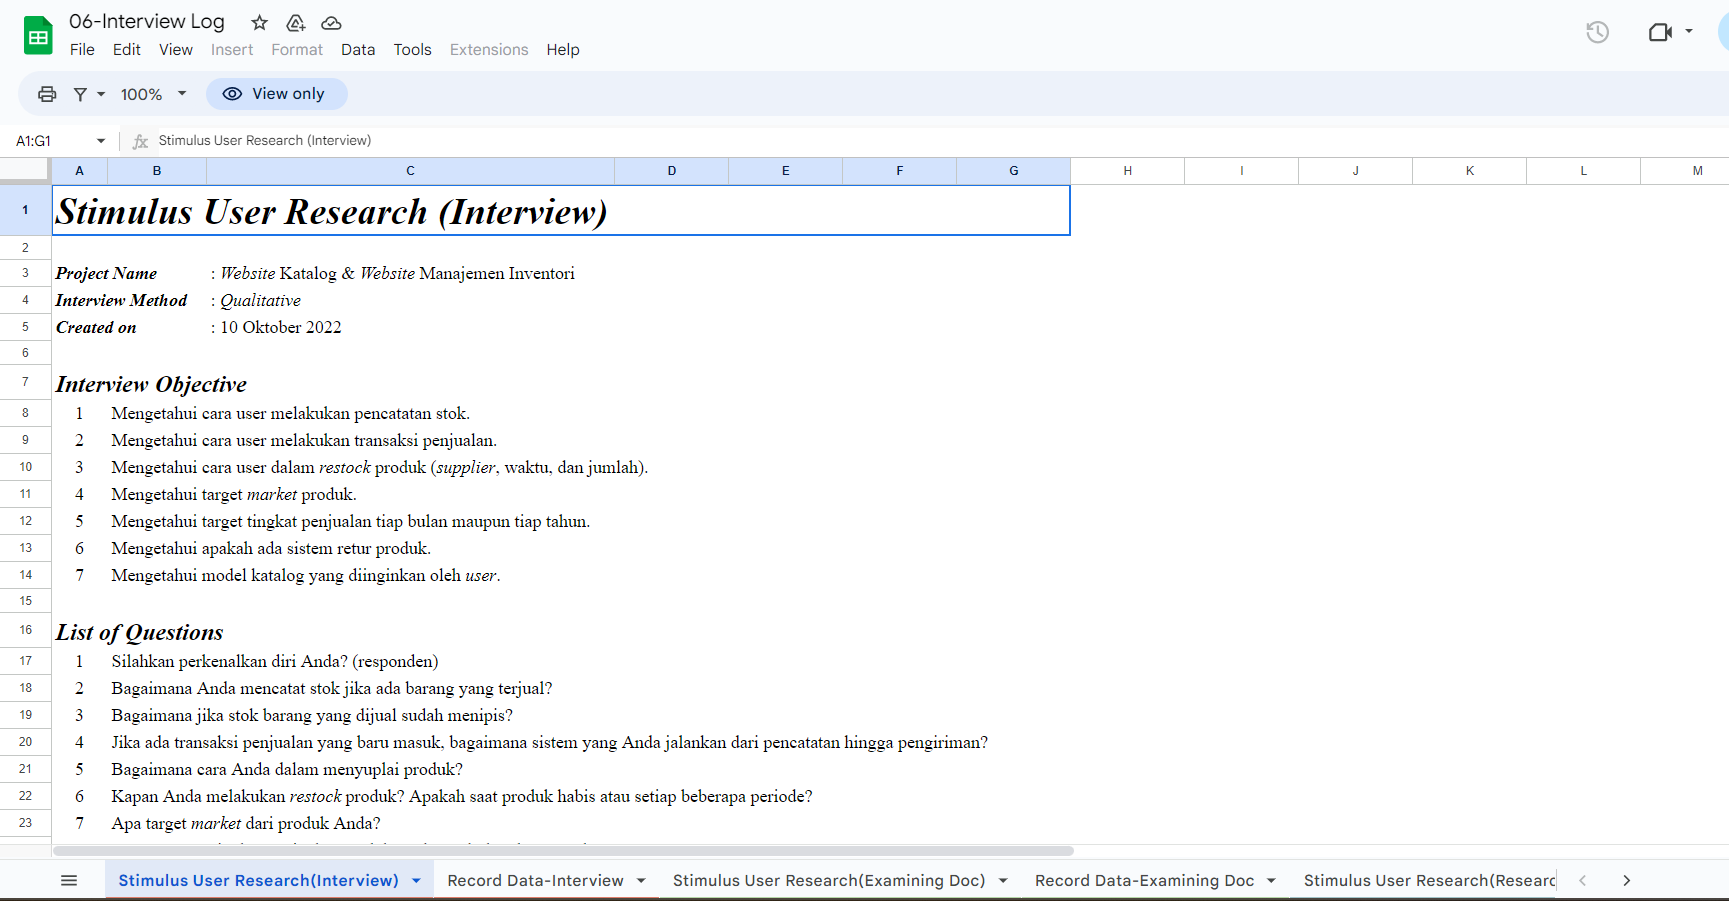 06-Interview Log
File Edit View Insert Format Data Tools Extensions Help
100% View only
A1:G1 fx Stimulus User Research (Interview)
A B C D E F G H I J K L M
1 Stimulus User Research (Interview)
2
3 Project Name : Website Katalog & Website Manajemen Inventori
4 Interview Method : Qualitative
5 Created on : 10 Oktober 2022
6
7 Interview Objective
8 1 Mengetahui cara user melakukan pencatatan stok.
9 2 Mengetahui cara user melakukan transaksi penjualan.
10 3 Mengetahui cara user dalam restock produk (supplier, waktu, dan jumlah).
11 4 Mengetahui target market produk.
12 5 Mengetahui target tingkat penjualan tiap bulan maupun tiap tahun.
13 6 Mengetahui apakah ada sistem retur produk.
14 7 Mengetahui model katalog yang diinginkan oleh user.
15
16 List of Questions
17 1 Silahkan perkenalkan diri Anda? (responden)
18 2 Bagaimana Anda mencatat stok jika ada barang yang terjual?
19 3 Bagaimana jika stok barang yang dijual sudah menipis?
20 4 Jika ada transaksi penjualan yang baru masuk, bagaimana sistem yang Anda jalankan dari pencatatan hingga pengiriman?
21 5 Bagaimana cara Anda dalam menyuplai produk?
22 6 Kapan Anda melakukan restock produk? Apakah saat produk habis atau setiap beberapa periode?
23 7 Apa target market dari produk Anda?
Stimulus User Research(Interview) Record Data-Interview Stimulus User Research(Examining Doc) Record Data-Examining Doc Stimulus User Research(Researc